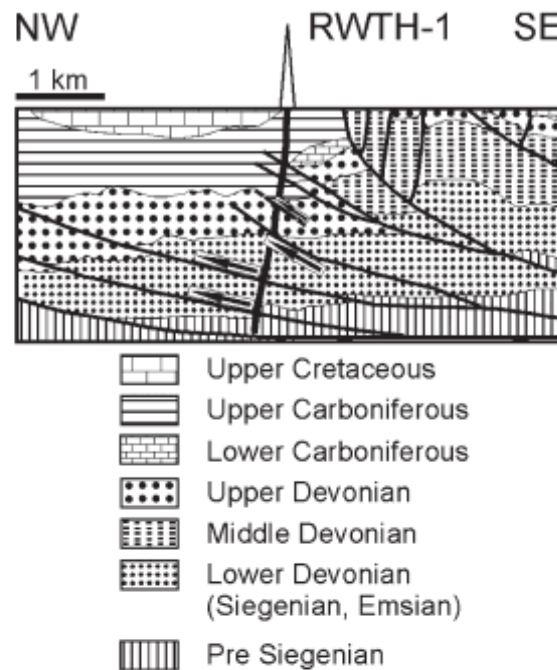 NW RWTH-1 SE
1 km
Upper Cretaceous
Upper Carboniferous
Lower Carboniferous
Upper Devonian
Middle Devonian
Lower Devonian
(Siegenian, Emsian)
Pre Siegenian